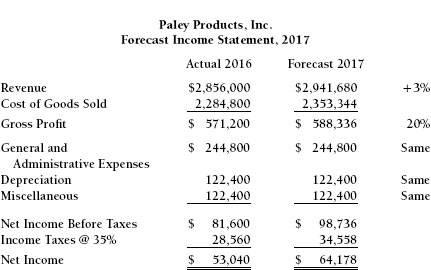 Paley Products, Inc.
Forecast Income Statement, 2017
Actual 2016 Forecast 2017
Revenue $2,856,000 $2,941,680 +3%
Cost of Goods Sold 2,284,800 2,353,344
Gross Profit $ 571,200 $ 588,336 20%
General and $ 244,800 $ 244,800 Same
Administrative Expenses
Depreciation 122,400 122,400 Same
Miscellaneous 122,400 122,400 Same
Net Income Before Taxes $ 81,600 $ 98,736
Income Taxes @ 35% 28,560 34,558
Net Income $ 53,040 $ 64,178